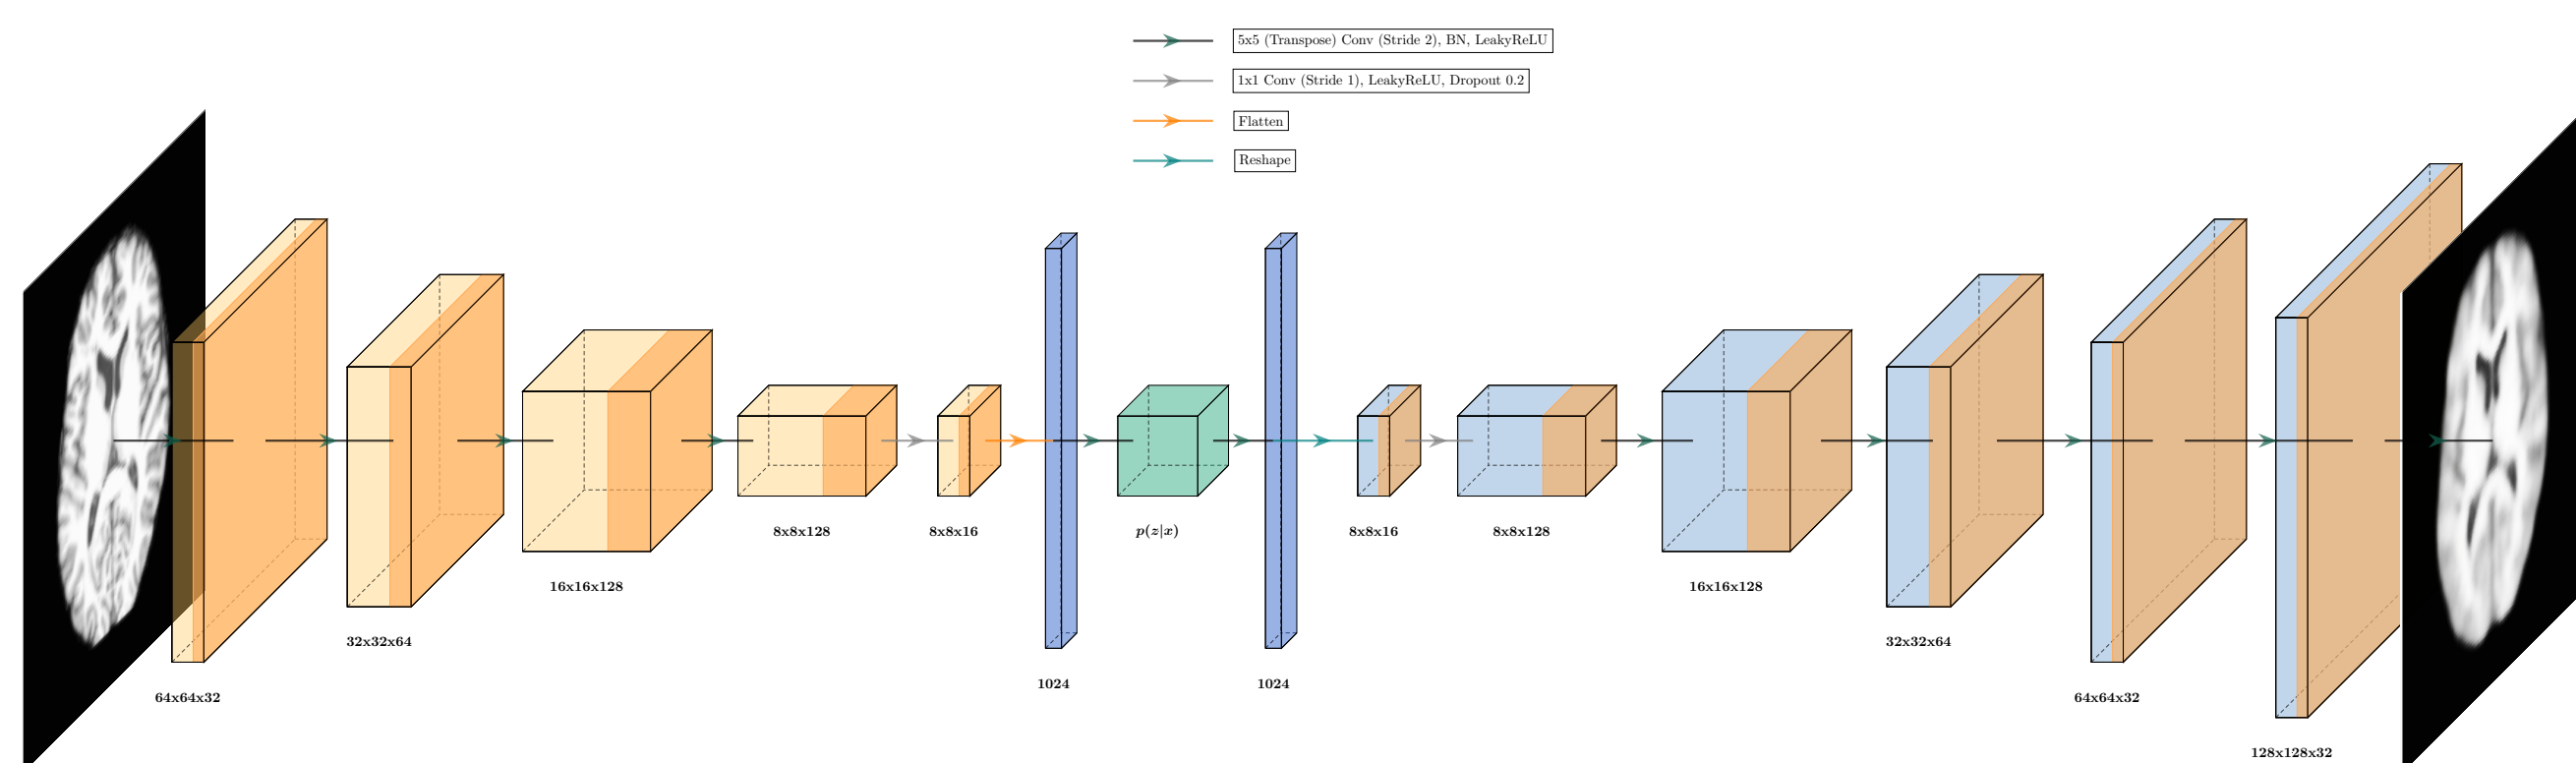 5x5 (Transpose) Conv (Stride 2), BN, LeakyReLU
1x1 Conv (Stride 1), LeakyReLU, Dropout 0.2
Flatten
Reshape
64x64x32
32x32x64
16x16x128
8x8x128
8x8x16
1024
p(z|x)
1024
8x8x16
8x8x128
16x16x128
32x32x64
64x64x32
128x128x32